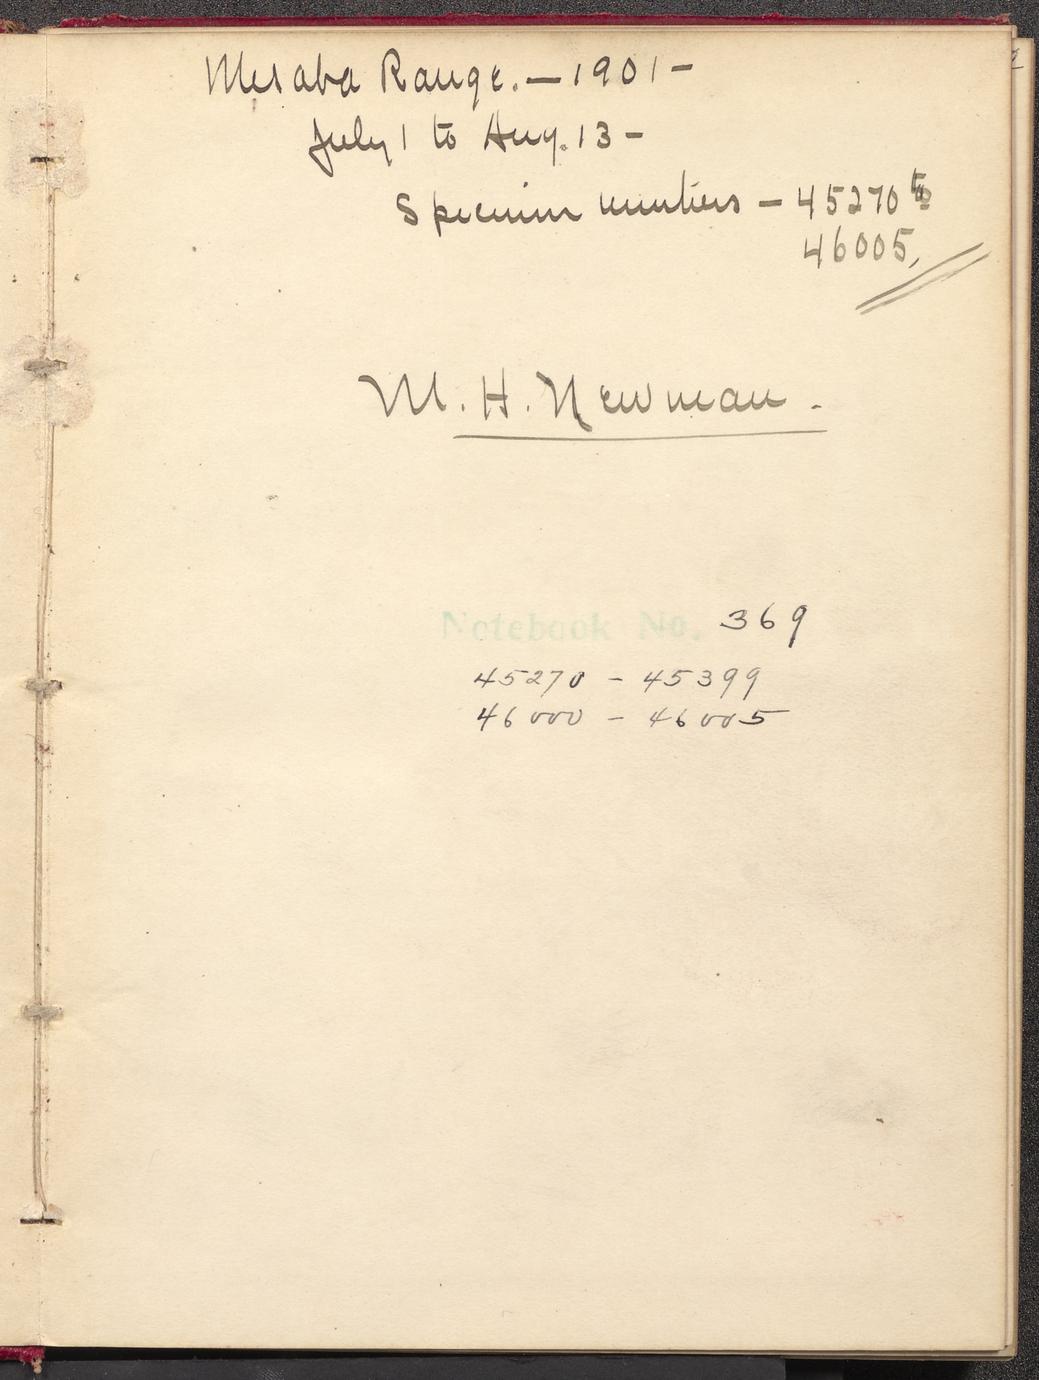 Mesaba Range. — 1901 —
July 1 to Aug. 13 —
Specimen numbers — 45270 to
46005,
M. H. Newman.
Notebook No. 369
45270 - 45399
46000 - 46005